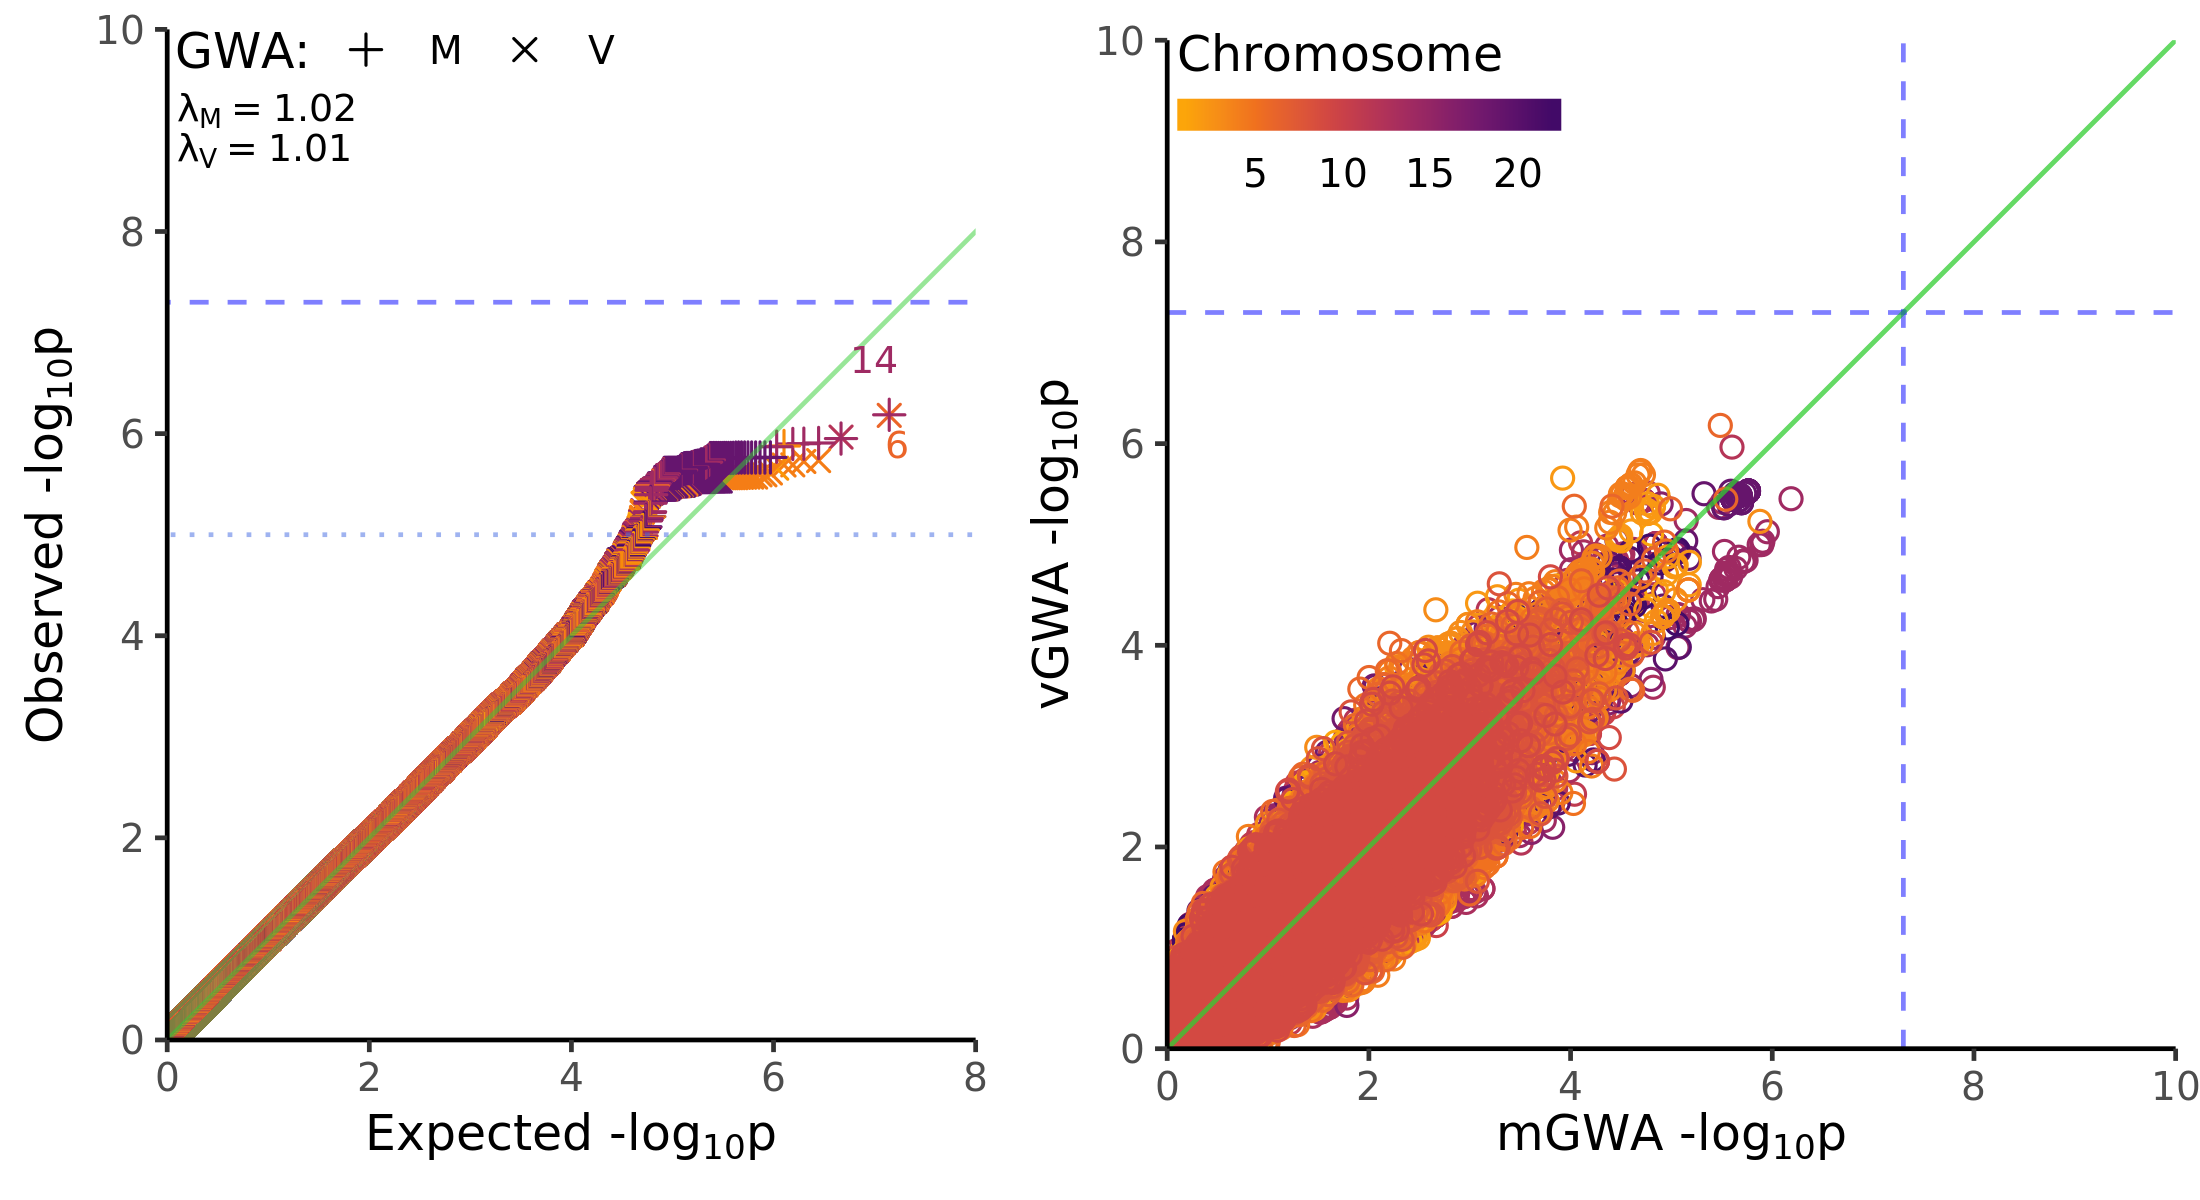 GWA: + M × V
λM = 1.02
λV = 1.01
10
8
6
4
2
0
0 2 4 6 8
14
6
Observed -log10p
Expected -log10p
Chromosome
5 10 15 20
10
8
6
4
2
0
0 2 4 6 8 10
vGWA -log10p
mGWA -log10p